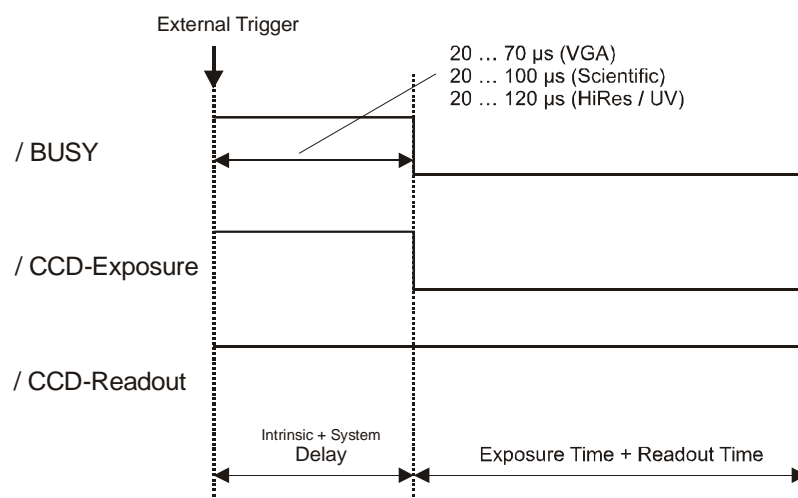 External Trigger
20 ... 70 µs (VGA)
20 ... 100 µs (Scientific)
20 ... 120 µs (HiRes / UV)
/ BUSY
/ CCD-Exposure
/ CCD-Readout
Intrinsic + System
Delay
Exposure Time + Readout Time